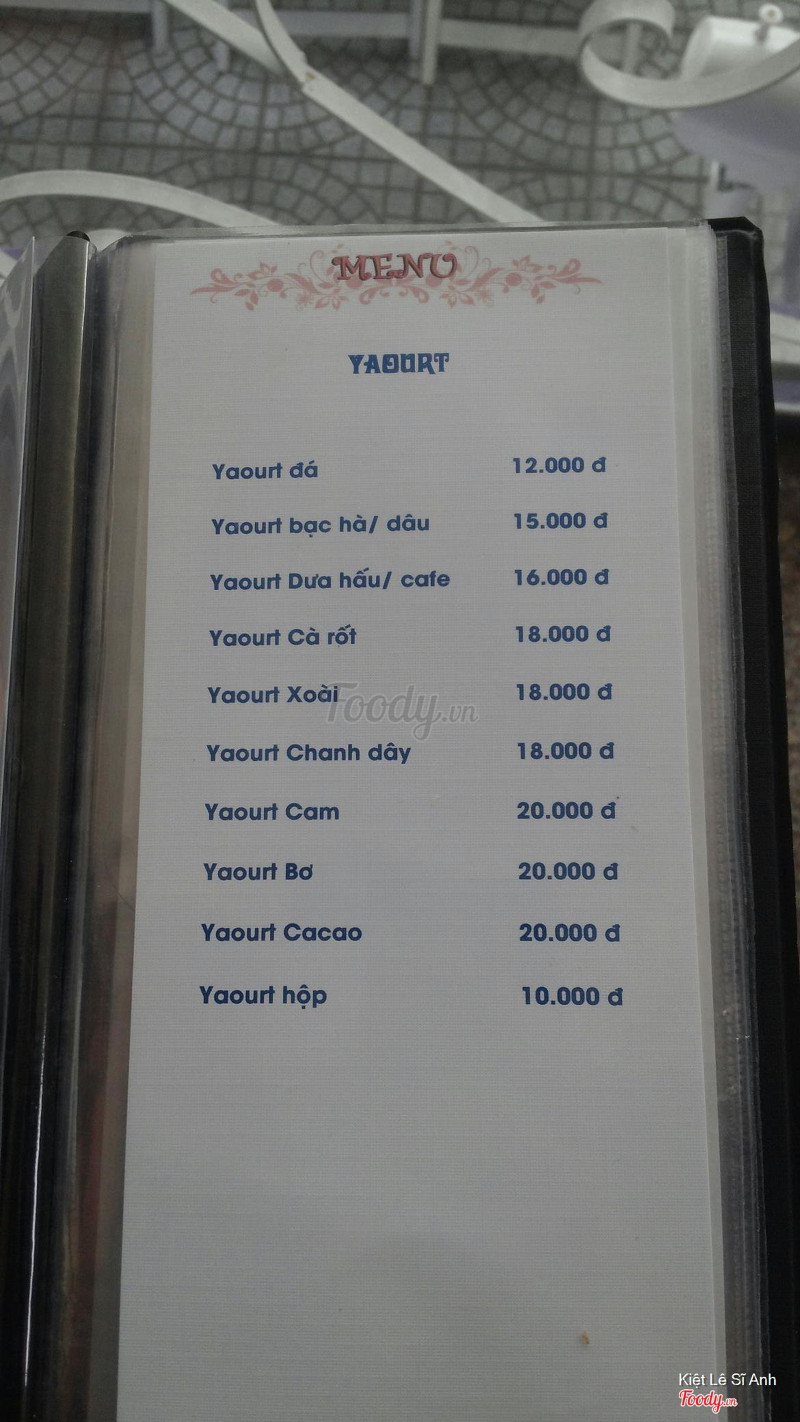 MENU
YAOURT
Yaourt đá 12.000 đ
Yaourt bạc hà/ dâu 15.000 đ
Yaourt Dưa hấu/ cafe 16.000 đ
Yaourt Cà rốt 18.000 đ
Yaourt Xoài 18.000 đ
Foody.vn
Yaourt Chanh dây 18.000 đ
Yaourt Cam 20.000 đ
Yaourt Bơ 20.000 đ
Yaourt Cacao 20.000 đ
Yaourt hộp 10.000 đ
Kiệt Lê Sĩ Anh
Foody.vn